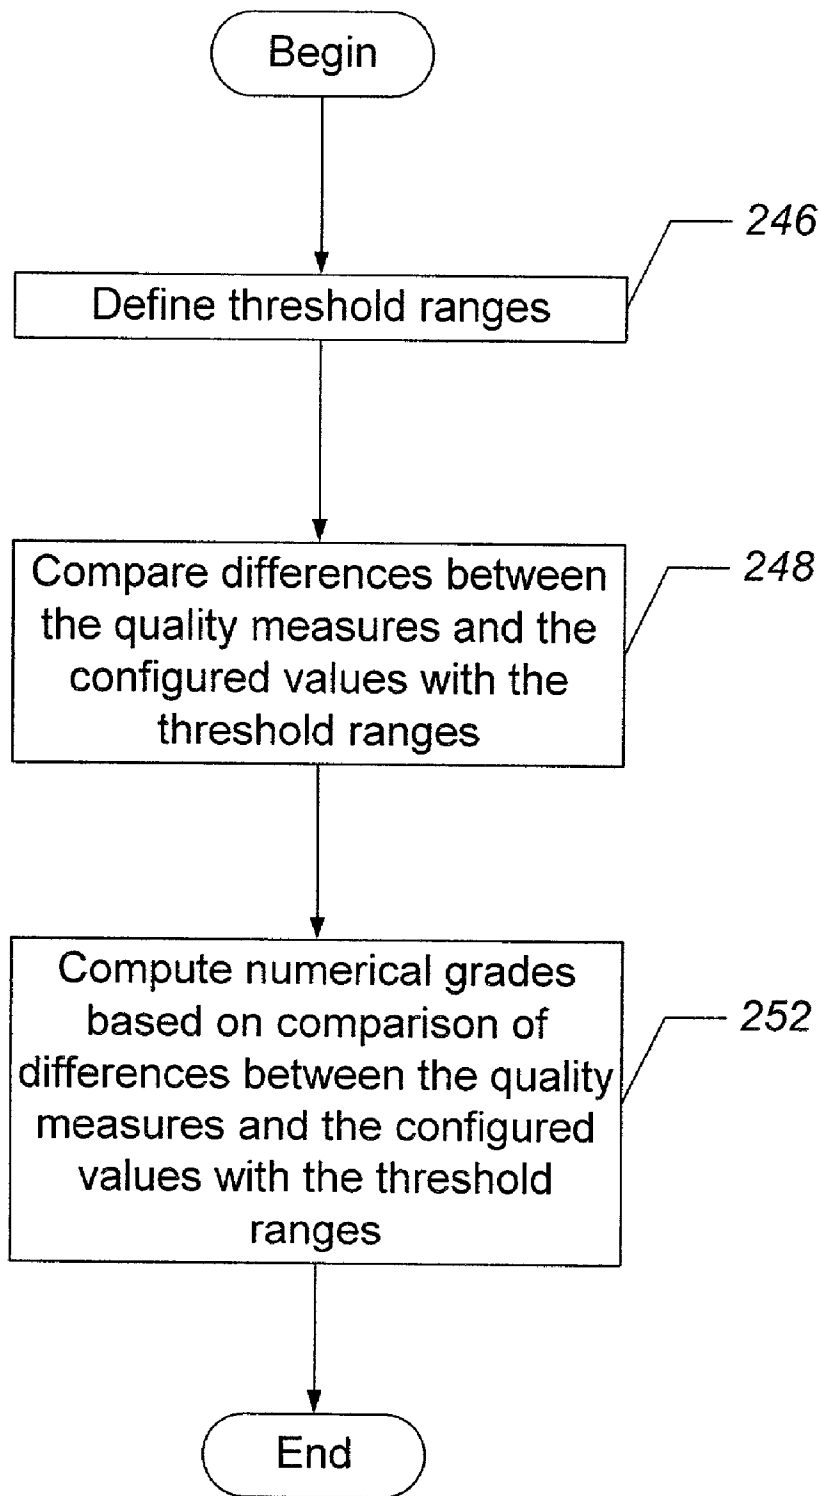 Begin
246
Define threshold ranges
248
Compare differences between
the quality measures and the
configured values with the
threshold ranges
252
Compute numerical grades
based on comparison of
differences between the quality
measures and the configured
values with the threshold
ranges
End